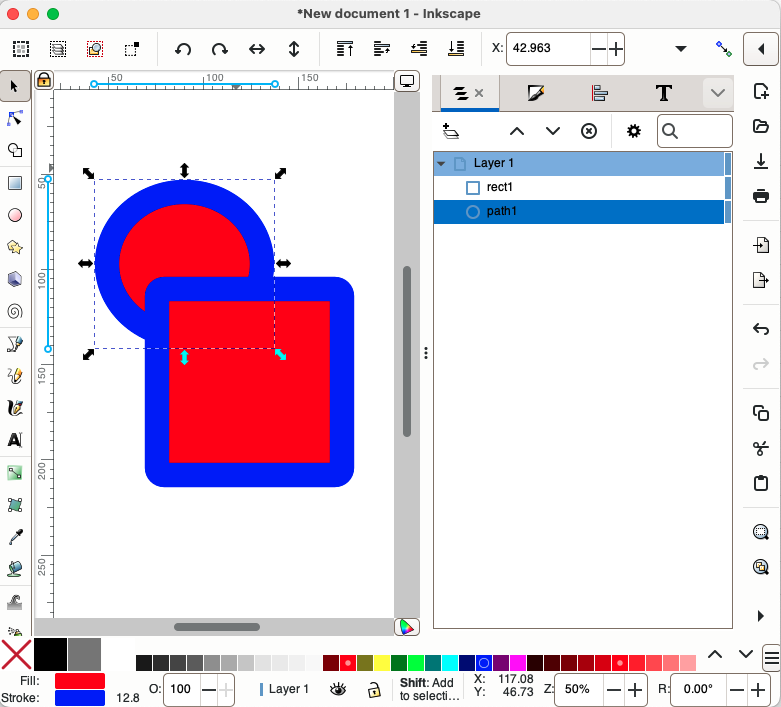 *New document 1 - Inkscape
X: 42.963
50 100 150
50
100
150
200
250
Layer 1
rect1
path1
Fill:
Stroke: 12.8
O: 100
Layer 1
Shift: Add
to selecti...
X: 117.08
Y: 46.73
Z: 50%
R: 0.00°